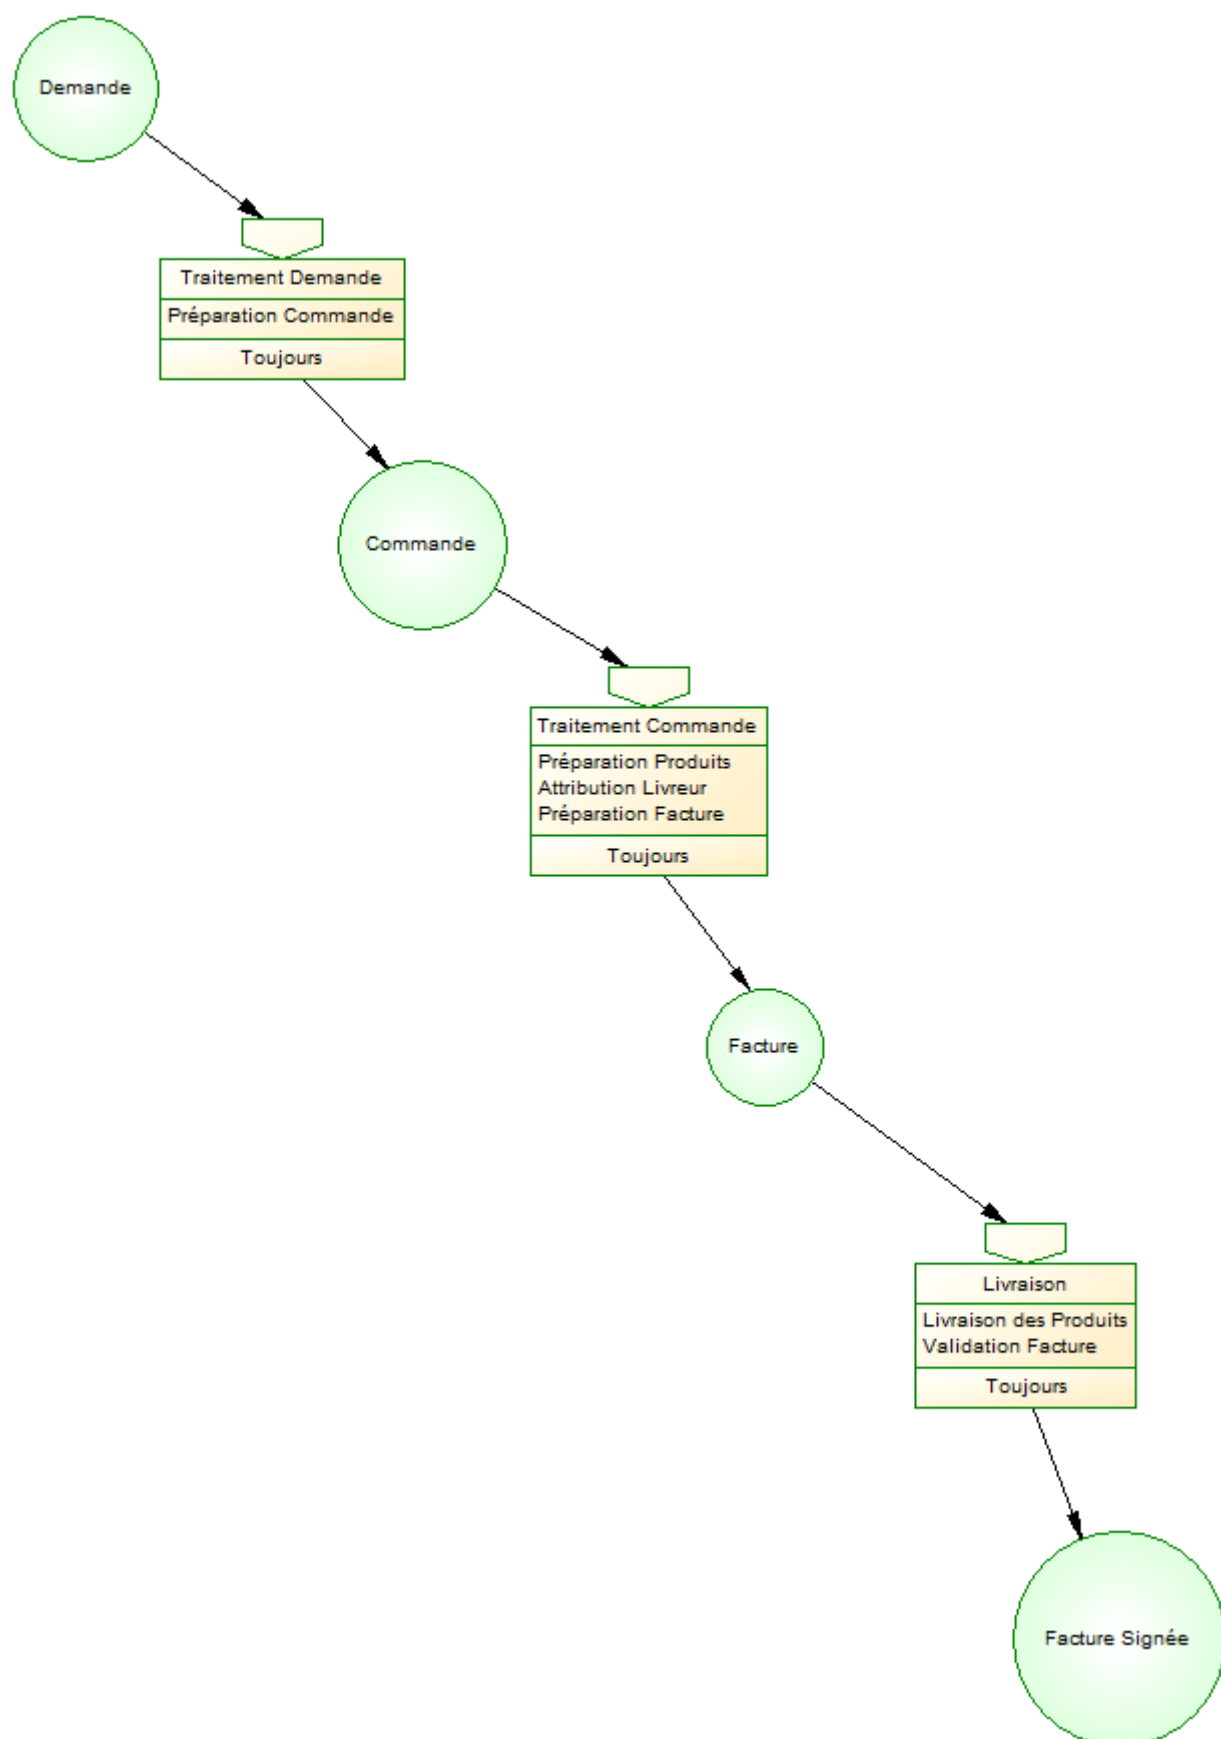 Demande
Traitement Demande
Préparation Commande
Toujours
Commande
Traitement Commande
Préparation Produits
Attribution Livreur
Préparation Facture
Toujours
Facture
Livraison
Livraison des Produits
Validation Facture
Toujours
Facture Signée